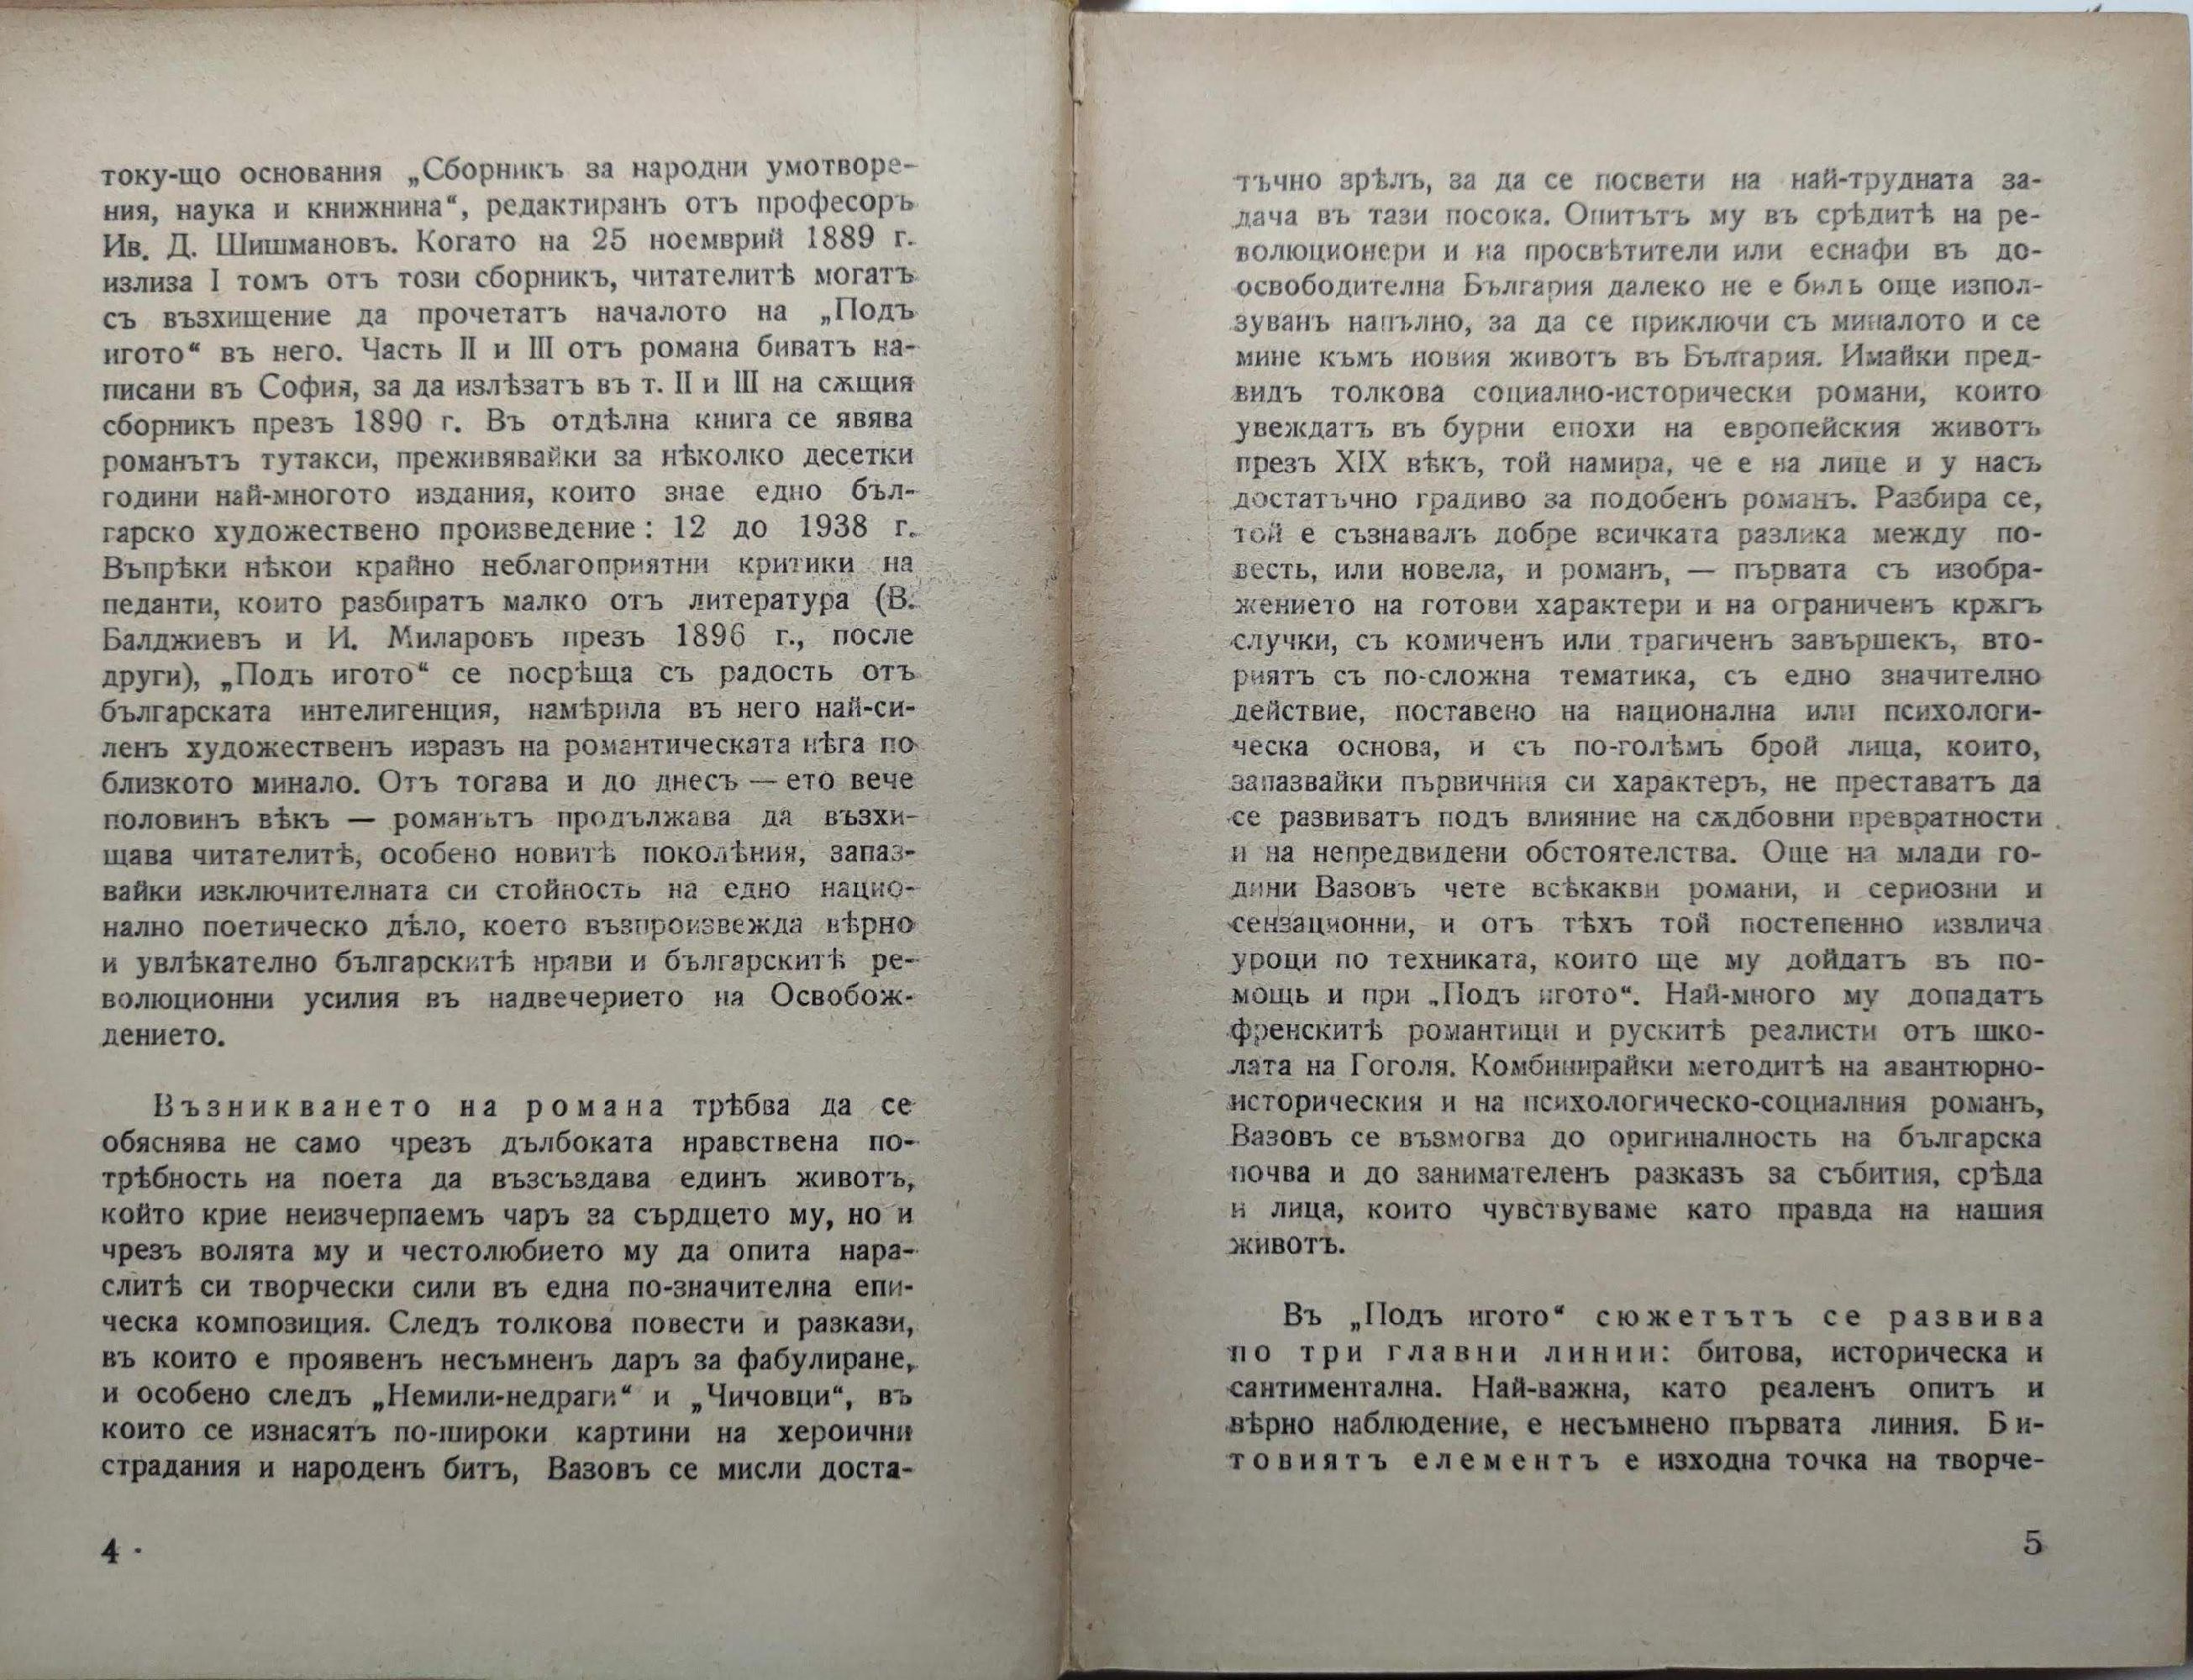 току-що основания „Сборникъ за народни умотворе-
ния, наука и книжнина“, редактиранъ отъ професоръ
Ив. Д. Шишмановъ. Когато на 25 ноемврий 1889 г.
излиза I томъ отъ този сборникъ, читателитѣ могатъ
съ възхищение да прочетатъ началото на „Подъ
игото“ въ него. Часть II и III отъ романа биватъ на-
писани въ София, за да излѣзатъ въ т. II и III на сѫщия
сборникъ презъ 1890 г. Въ отдѣлна книга се явява
романътъ тутакси, преживявайки за нѣколко десетки
години най-многото издания, които знае едно бъл-
гарско художествено произведение: 12 до 1938 г.
Въпрѣки нѣкои крайно неблагоприятни критики на
педанти, които разбиратъ малко отъ литература (В.
Балджиевъ и И. Миларовъ презъ 1896 г., после
други), „Подъ игото“ се посрѣща съ радость отъ
българската интелигенция, намѣрила въ него най-си-
ленъ художественъ изразъ на романтическата нѣга по
близкото минало. Отъ тогава и до днесъ — ето вече
половинъ вѣкъ — романътъ продължава да възхи-
щава читателитѣ, особено новитѣ поколѣния, запаз-
вайки изключителната си стойность на едно нацио-
нално поетическо дѣло, което възпроизвежда вѣрно
и увлѣкателно българскитѣ нрави и българскитѣ ре-
волюционни усилия въ надвечерието на Освобож-
дението.
Възникването на романа трѣбва да се
обяснява не само чрезъ дълбоката нравствена по-
трѣбность на поета да възсъздава единъ животъ,
който крие неизчерпаемъ чаръ за сърдцето му, но и
чрезъ волята му и честолюбието му да опита нара-
слитѣ си творчески сили въ една по-значителна епи-
ческа композиция. Следъ толкова повести и разкази,
въ които е проявенъ несъмненъ даръ за фабулиране,
и особено следъ „Немили-недраги“ и „Чичовци“, въ
които се изнасятъ по-широки картини на хероични
страдания и народенъ битъ, Вазовъ се мисли доста-
4
тъчно зрѣлъ, за да се посвети на най-трудната за-
дача въ тази посока. Опитътъ му въ срѣдитѣ на ре-
волюционери и на просвѣтители или еснафи въ до-
освободителна България далеко не е билъ още изпол-
зуванъ напълно, за да се приключи съ миналото и се
мине къмъ новия животъ въ България. Имайки пред-
видъ толкова социално-исторически романи, които
увеждатъ въ бурни епохи на европейския животъ
презъ XIX вѣкъ, той намира, че е на лице и у насъ
достатъчно градиво за подобенъ романъ. Разбира се,
той е съзнавалъ добре всичката разлика между по-
весть, или новела, и романъ, — първата съ изобра-
жението на готови характери и на ограниченъ крѫгъ
случки, съ комиченъ или трагиченъ завършекъ, вто-
риятъ съ по-сложна тематика, съ едно значително
действие, поставено на национална или психологи-
ческа основа, и съ по-голѣмъ брой лица, които,
запазвайки първичния си характеръ, не преставатъ да
се развиватъ подъ влияние на сѫдбовни превратности
и на непредвидени обстоятелства. Още на млади го-
дини Вазовъ чете всѣкакви романи, и сериозни и
сензационни, и отъ тѣхъ той постепенно извлича
уроци по техниката, които ще му дойдатъ въ по-
мощь и при „Подъ игото“. Най-много му допадатъ
френскитѣ романтици и рускитѣ реалисти отъ шко-
лата на Гоголя. Комбинирайки методитѣ на авантюрно-
историческия и на психологическо-социалния романъ,
Вазовъ се възмогва до оригиналность на българска
почва и до занимателенъ разказъ за събития, срѣда
и лица, които чувствуваме като правда на нашия
животъ.
Въ „Подъ игото“ сюжетътъ се развива
по три главни линии: битова, историческа и
сантиментална. Най-важна, като реаленъ опитъ и
вѣрно наблюдение, е несъмнено първата линия. Би-
товиятъ елементъ е изходна точка на творче-
5